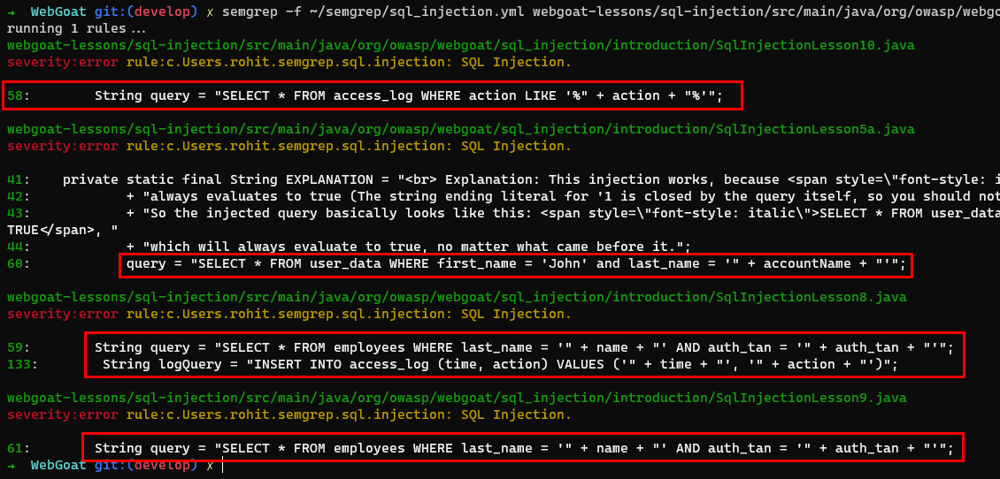 → WebGoat git:(develop) ✗ semgrep -f ~/semgrep/sql_injection.yml webgoat-lessons/sql-injection/src/main/java/org/owasp/webgo
running 1 rules...
webgoat-lessons/sql-injection/src/main/java/org/owasp/webgoat/sql_injection/introduction/SqlInjectionLesson10.java
severity:error rule:c.Users.rohit.semgrep.sql.injection: SQL Injection.
58: String query = "SELECT * FROM access_log WHERE action LIKE '%" + action + "%'";
webgoat-lessons/sql-injection/src/main/java/org/owasp/webgoat/sql_injection/introduction/SqlInjectionLesson5a.java
severity:error rule:c.Users.rohit.semgrep.sql.injection: SQL Injection.
41: private static final String EXPLANATION = "<br> Explanation: This injection works, because <span style=\"font-style: i
42: + "always evaluates to true (The string ending literal for '1 is closed by the query itself, so you should not
43: + "So the injected query basically looks like this: <span style=\"font-style: italic\">SELECT * FROM user_data
TRUE</span>, "
44: + "which will always evaluate to true, no matter what came before it.";
60: query = "SELECT * FROM user_data WHERE first_name = 'John' and last_name = '" + accountName + "'";
webgoat-lessons/sql-injection/src/main/java/org/owasp/webgoat/sql_injection/introduction/SqlInjectionLesson8.java
severity:error rule:c.Users.rohit.semgrep.sql.injection: SQL Injection.
59: String query = "SELECT * FROM employees WHERE last_name = '" + name + "' AND auth_tan = '" + auth_tan + "'";
133: String logQuery = "INSERT INTO access_log (time, action) VALUES ('" + time + "', '" + action + "')";
webgoat-lessons/sql-injection/src/main/java/org/owasp/webgoat/sql_injection/introduction/SqlInjectionLesson9.java
severity:error rule:c.Users.rohit.semgrep.sql.injection: SQL Injection.
61: String query = "SELECT * FROM employees WHERE last_name = '" + name + "' AND auth_tan = '" + auth_tan + "'";
→ WebGoat git:(develop) ✗